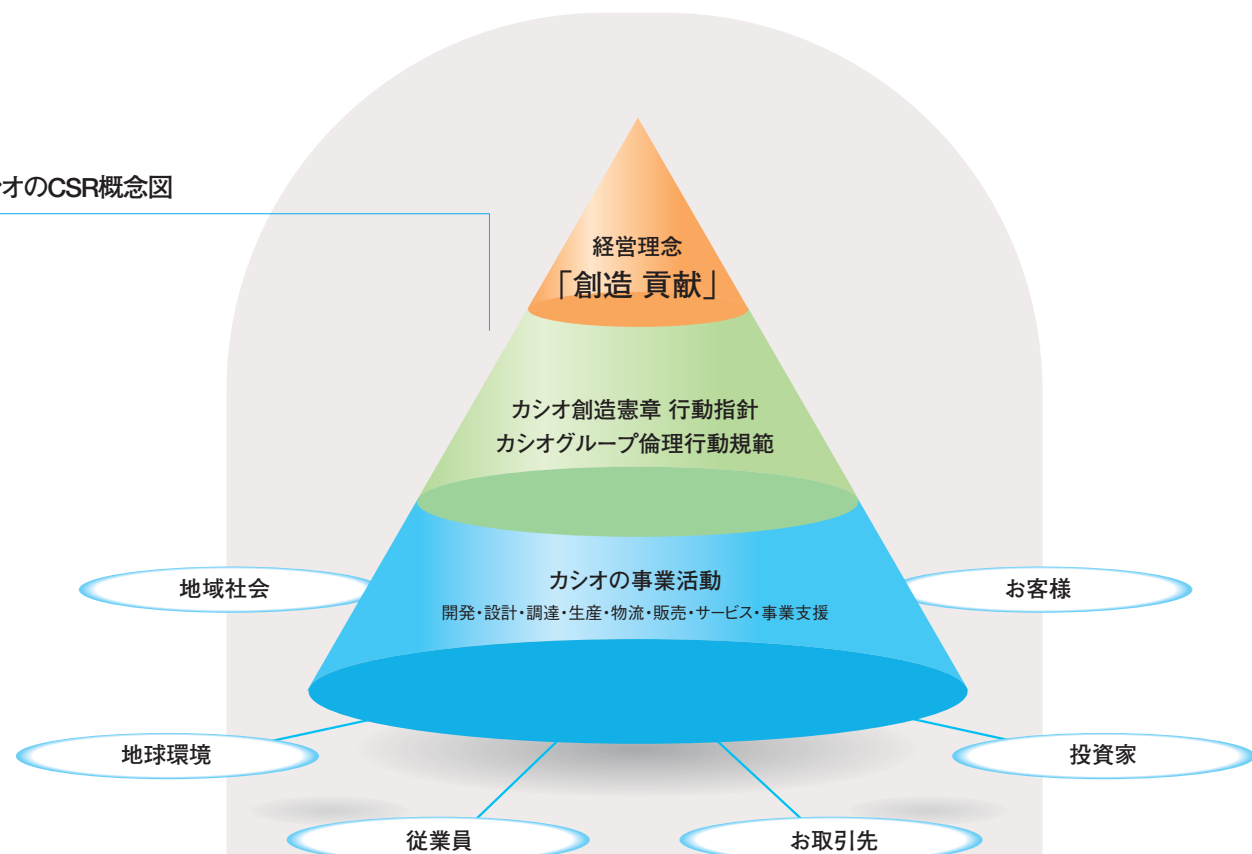 オのCSR概念図
経営理念
「創造 貢献」
カシオ創造憲章 行動指針
カシオグループ倫理行動規範
カシオの事業活動
開発・設計・調達・生産・物流・販売・サービス・事業支援
地域社会
お客様
地球環境
投資家
従業員
お取引先